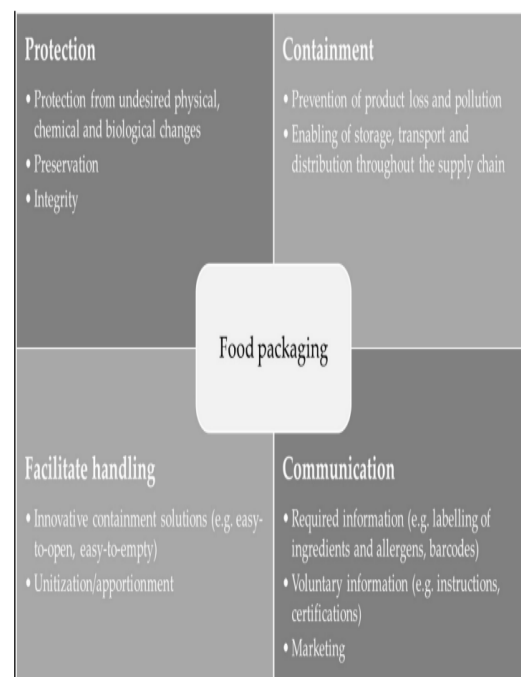 Protection
• Protection from undesired physical,
chemical and biological changes
• Preservation
• Integrity
Containment
• Prevention of product loss and pollution
• Enabling of storage, transport and
distribution throughout the supply chain
Food packaging
Facilitate handling
• Innovative containment solutions (e.g. easy-
to-open, easy-to-empty)
• Unitization/apportionment
Communication
• Required information (e.g. labelling of
ingredients and allergens, barcodes)
• Voluntary information (e.g. instructions,
certifications)
• Marketing